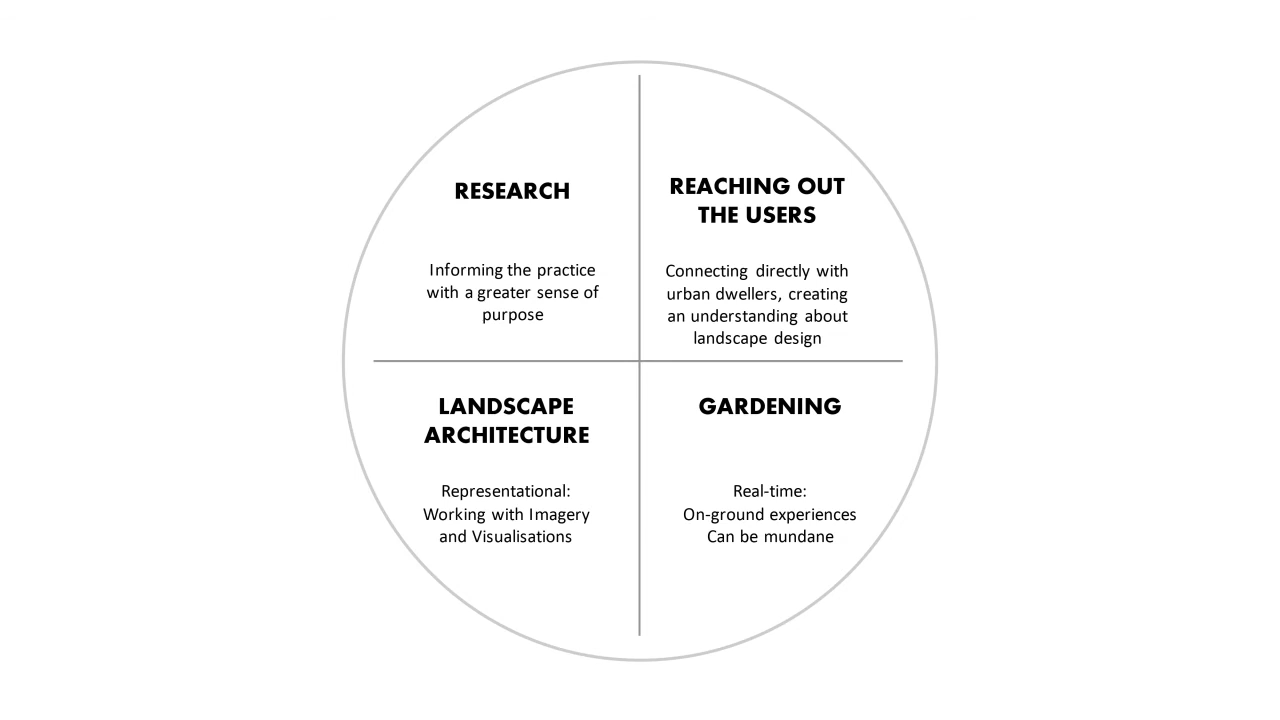 RESEARCH
Informing the practice
with a greater sense of
purpose
REACHING OUT
THE USERS
Connecting directly with
urban dwellers, creating
an understanding about
landscape design
LANDSCAPE
ARCHITECTURE
Representational:
Working with Imagery
and Visualisations
GARDENING
Real-time:
On-ground experiences
Can be mundane